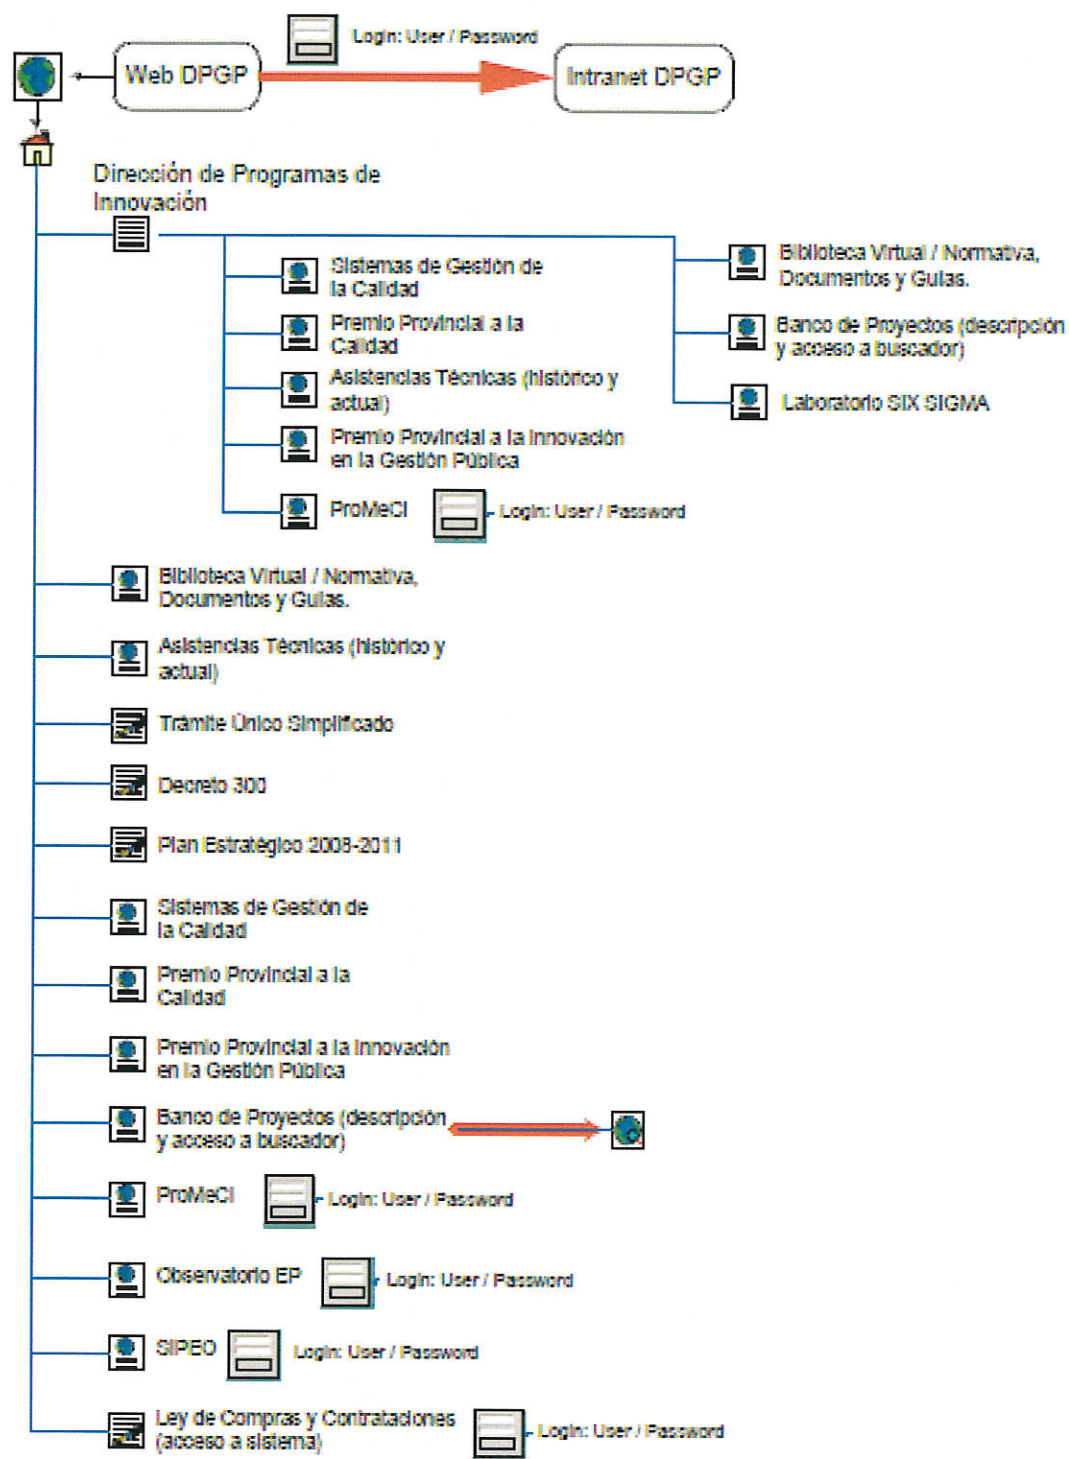 Login: User / Password
Web DPGP
Intranet DPGP
Dirección de Programas de
Innovación
Sistemas de Gestión de
la Calidad
Premio Provincial a la
Calidad
Asistencias Técnicas (histórico y
actual)
Premio Provincial a la Innovación
en la Gestión Pública
ProMeCI
Login: User / Password
Biblioteca Virtual / Normativa,
Documentos y Guías.
Banco de Proyectos (descripción
y acceso a buscador)
Laboratorio SIX SIGMA
Biblioteca Virtual / Normativa,
Documentos y Guías.
Asistencias Técnicas (histórico y
actual)
Trámite Único Simplificado
Decreto 300
Plan Estratégico 2008-2011
Sistemas de Gestión de
la Calidad
Premio Provincial a la
Calidad
Premio Provincial a la Innovación
en la Gestión Pública
Banco de Proyectos (descripción
y acceso a buscador)
ProMeCI
Login: User / Password
Observatorio EP
Login: User / Password
SIPEO
Login: User / Password
Ley de Compras y Contrataciones
(acceso a sistema)
Login: User / Password